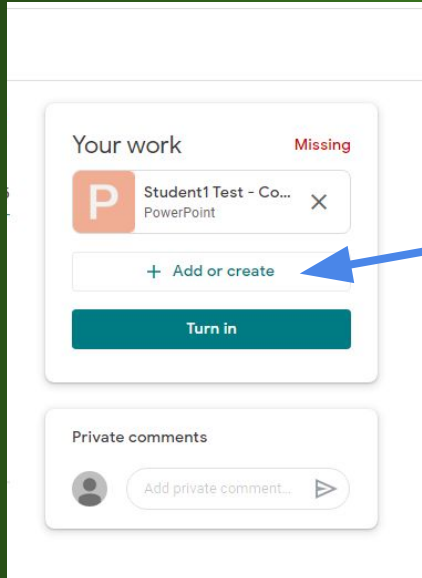 Your work
Missing
P
Student1 Test - Co...
PowerPoint
+ Add or create
Turn in
Private comments
Add private comment...